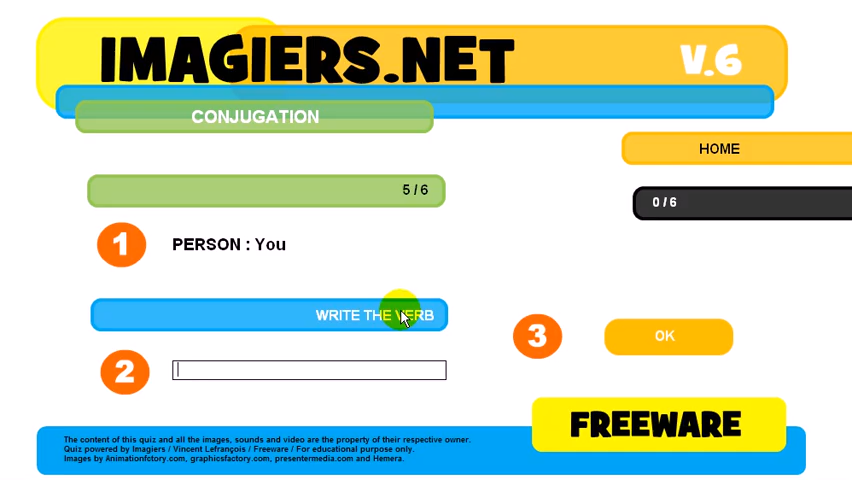 IMAGIERS.NET
V.6
CONJUGATION
HOME
5 / 6
0 / 6
1
PERSON : You
WRITE THE VERB
3
OK
2
FREEWARE
The content of this quiz and all the images, sounds and video are the property of their respective owner.
Quiz powered by Imagiers / Vincent Lefrançois / Freeware / For educational purpose only.
Images by Animationfctory.com, graphicsfactory.com, presentermedia.com and Hemera.